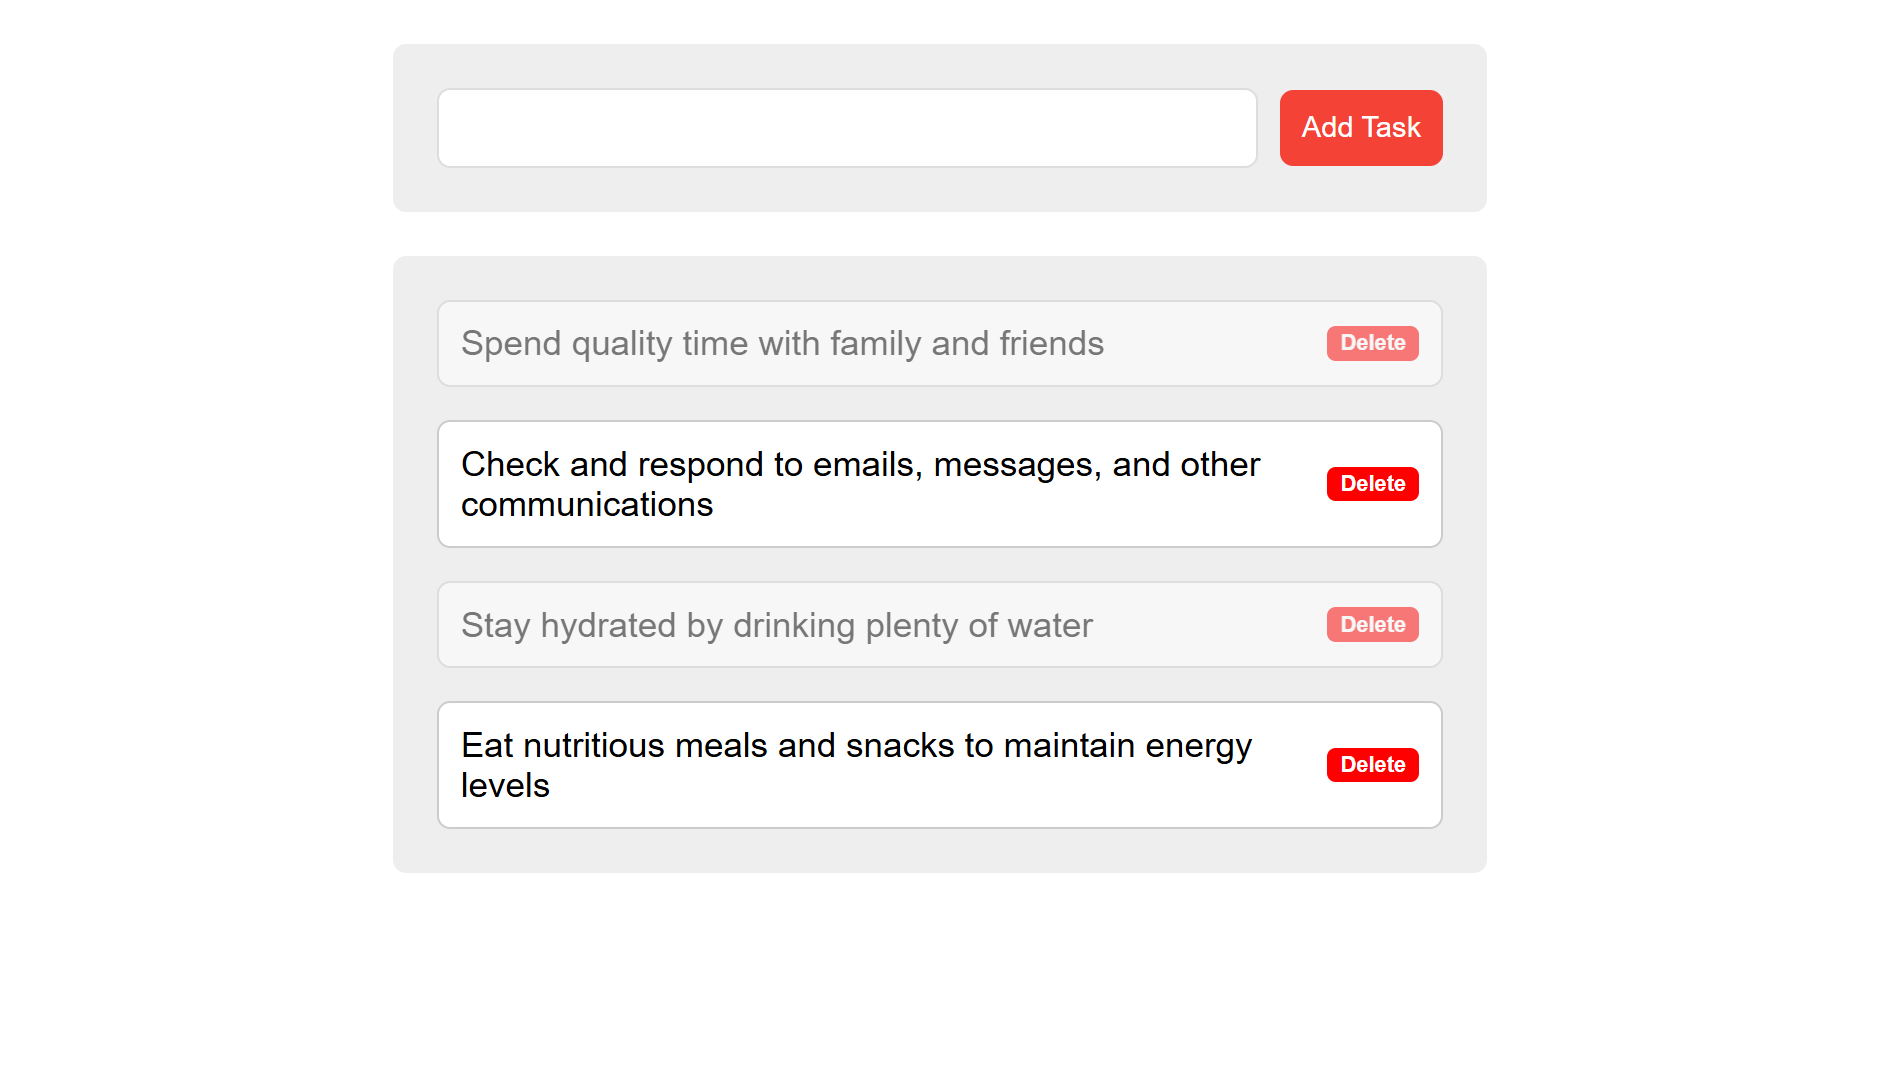 Add Task
Spend quality time with family and friends
Delete
Check and respond to emails, messages, and other
communications
Delete
Stay hydrated by drinking plenty of water
Delete
Eat nutritious meals and snacks to maintain energy
levels
Delete